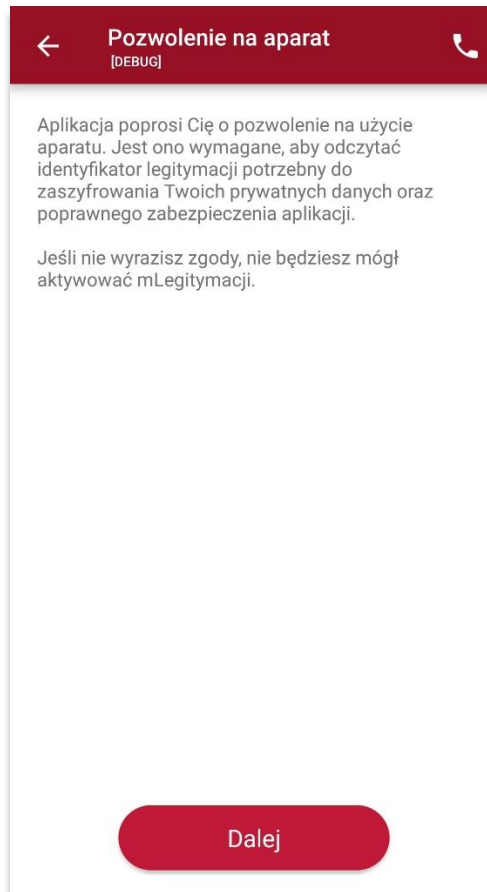 Pozwolenie na aparat
[DEBUG]
Aplikacja poprosi Cię o pozwolenie na użycie
aparatu. Jest ono wymagane, aby odczytać
identyfikator legitymacji potrzebny do
zaszyfrowania Twoich prywatnych danych oraz
poprawnego zabezpieczenia aplikacji.
Jeśli nie wyrazisz zgody, nie będziesz mógł
aktywować mLegitymacji.
Dalej